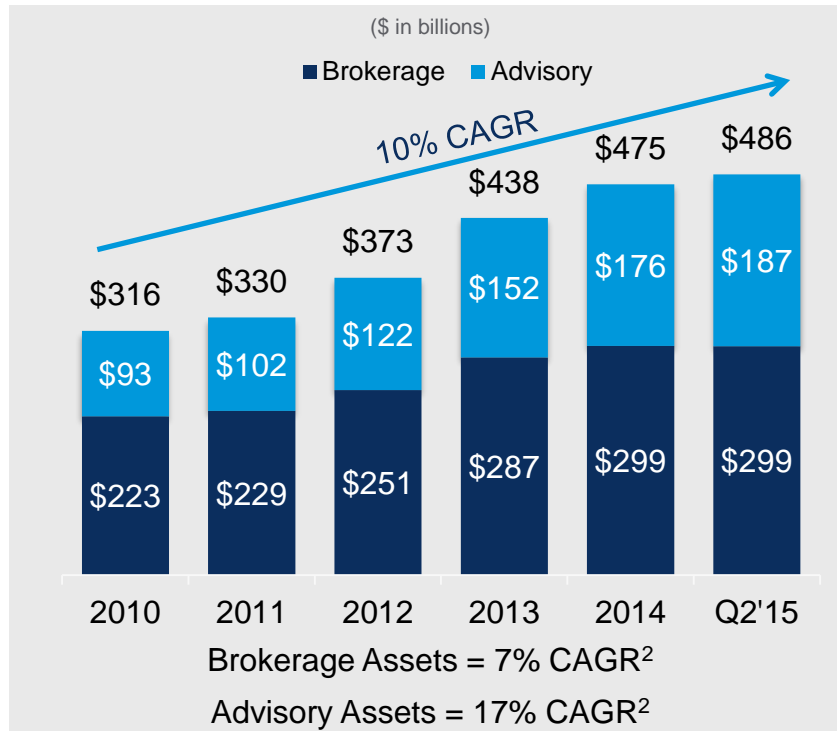 ($ in billions)
Brokerage Advisory
10% CAGR
$316 $330 $373 $438 $475 $486
$93 $102 $122 $152 $176 $187
$223 $229 $251 $287 $299 $299
2010 2011 2012 2013 2014 Q2'15
Brokerage Assets = 7% CAGR²
Advisory Assets = 17% CAGR²